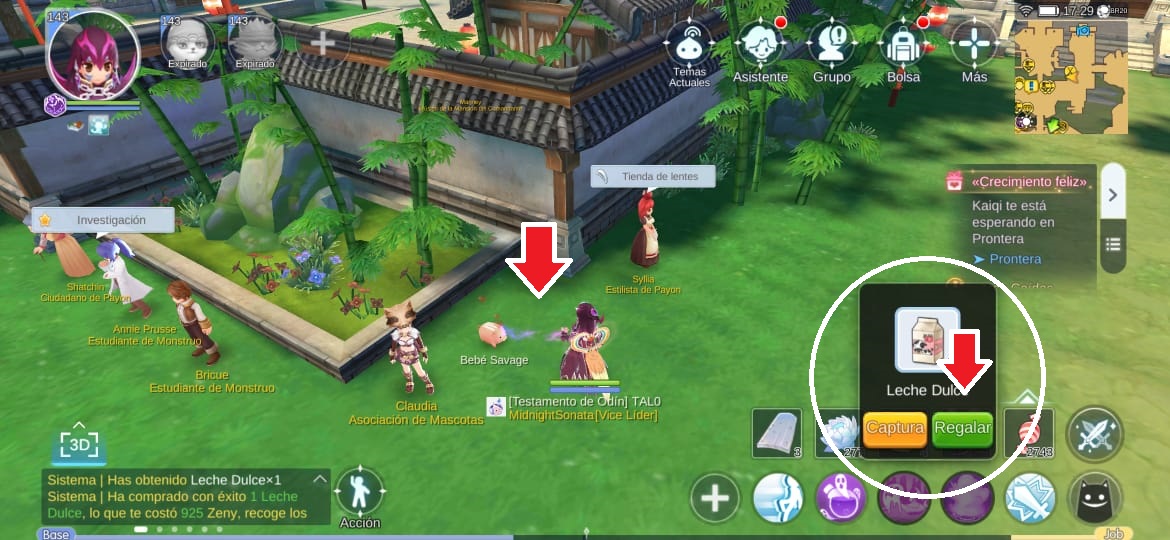 143
143
143
Expirado
Expirado
17:29
BR20
Temas
Actuales
Asistente
Grupo
Bolsa
Más
Tienda de lentes
Investigación
«Crecimiento feliz»
Kaiqi te está
esperando en
Prontera
Prontera
Shatchin
Ciudadano de Payon
Annie Prusse
Estudiante de Monstruo
Bricue
Estudiante de Monstruo
Syllia
Estilista de Payon
Bebé Savage
Claudia
Asociación de Mascotas
[Testamento de Odín] TAL0
MidnightSonata[Vice Líder]
Leche Dulce
Captura
Regalar
3
277
2743
3D
Sistema | Has obtenido Leche Dulce×1
Sistema | Ha comprado con éxito 1 Leche
Dulce, lo que te costó 925 Zeny, recoge los
Acción
Base
Job